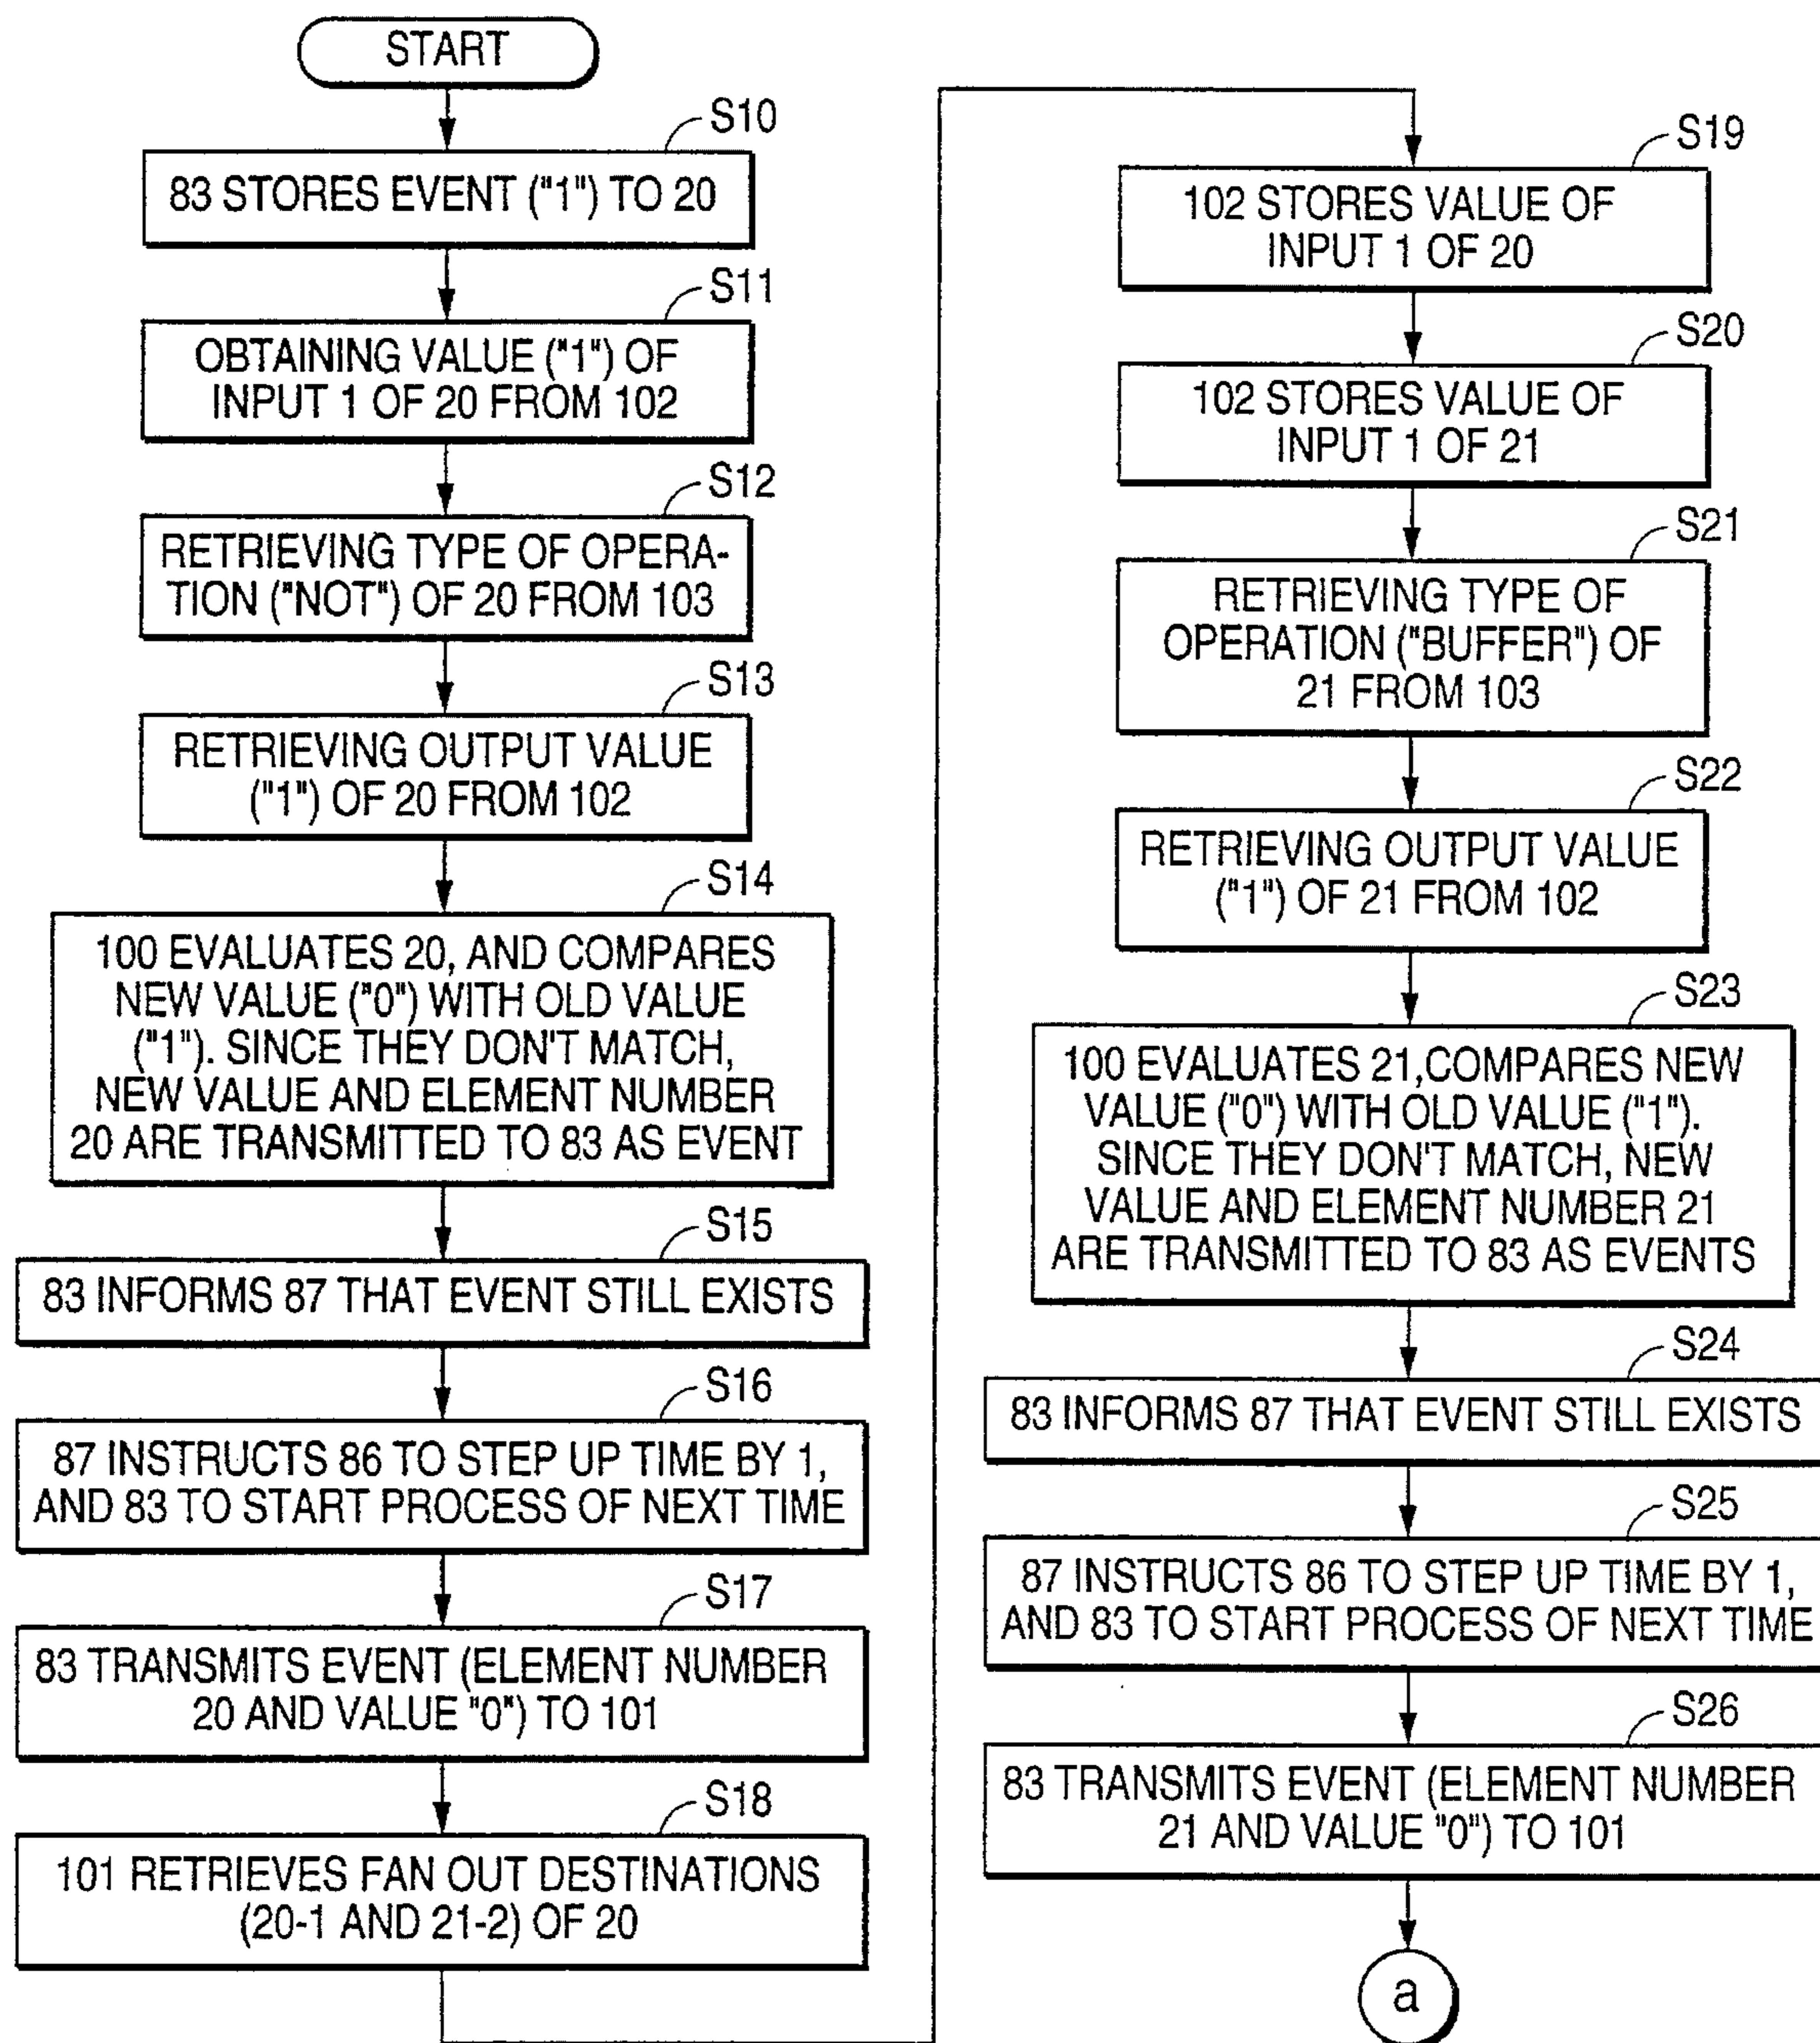 START
S10
83 STORES EVENT ("1") TO 20
S11
OBTAINING VALUE ("1") OF
INPUT 1 OF 20 FROM 102
S12
RETRIEVING TYPE OF OPERA-
TION ("NOT") OF 20 FROM 103
S13
RETRIEVING OUTPUT VALUE
("1") OF 20 FROM 102
S14
100 EVALUATES 20, AND COMPARES
NEW VALUE ("0") WITH OLD VALUE
("1"). SINCE THEY DON'T MATCH,
NEW VALUE AND ELEMENT NUMBER
20 ARE TRANSMITTED TO 83 AS EVENT
S15
83 INFORMS 87 THAT EVENT STILL EXISTS
S16
87 INSTRUCTS 86 TO STEP UP TIME BY 1,
AND 83 TO START PROCESS OF NEXT TIME
S17
83 TRANSMITS EVENT (ELEMENT NUMBER
20 AND VALUE "0") TO 101
S18
101 RETRIEVES FAN OUT DESTINATIONS
(20-1 AND 21-2) OF 20
S19
102 STORES VALUE OF
INPUT 1 OF 20
S20
102 STORES VALUE OF
INPUT 1 OF 21
S21
RETRIEVING TYPE OF
OPERATION ("BUFFER") OF
21 FROM 103
S22
RETRIEVING OUTPUT VALUE
("1") OF 21 FROM 102
S23
100 EVALUATES 21,COMPARES NEW
VALUE ("0") WITH OLD VALUE ("1").
SINCE THEY DON'T MATCH, NEW
VALUE AND ELEMENT NUMBER 21
ARE TRANSMITTED TO 83 AS EVENTS
S24
83 INFORMS 87 THAT EVENT STILL EXISTS
S25
87 INSTRUCTS 86 TO STEP UP TIME BY 1,
AND 83 TO START PROCESS OF NEXT TIME
S26
83 TRANSMITS EVENT (ELEMENT NUMBER
21 AND VALUE "0") TO 101
a